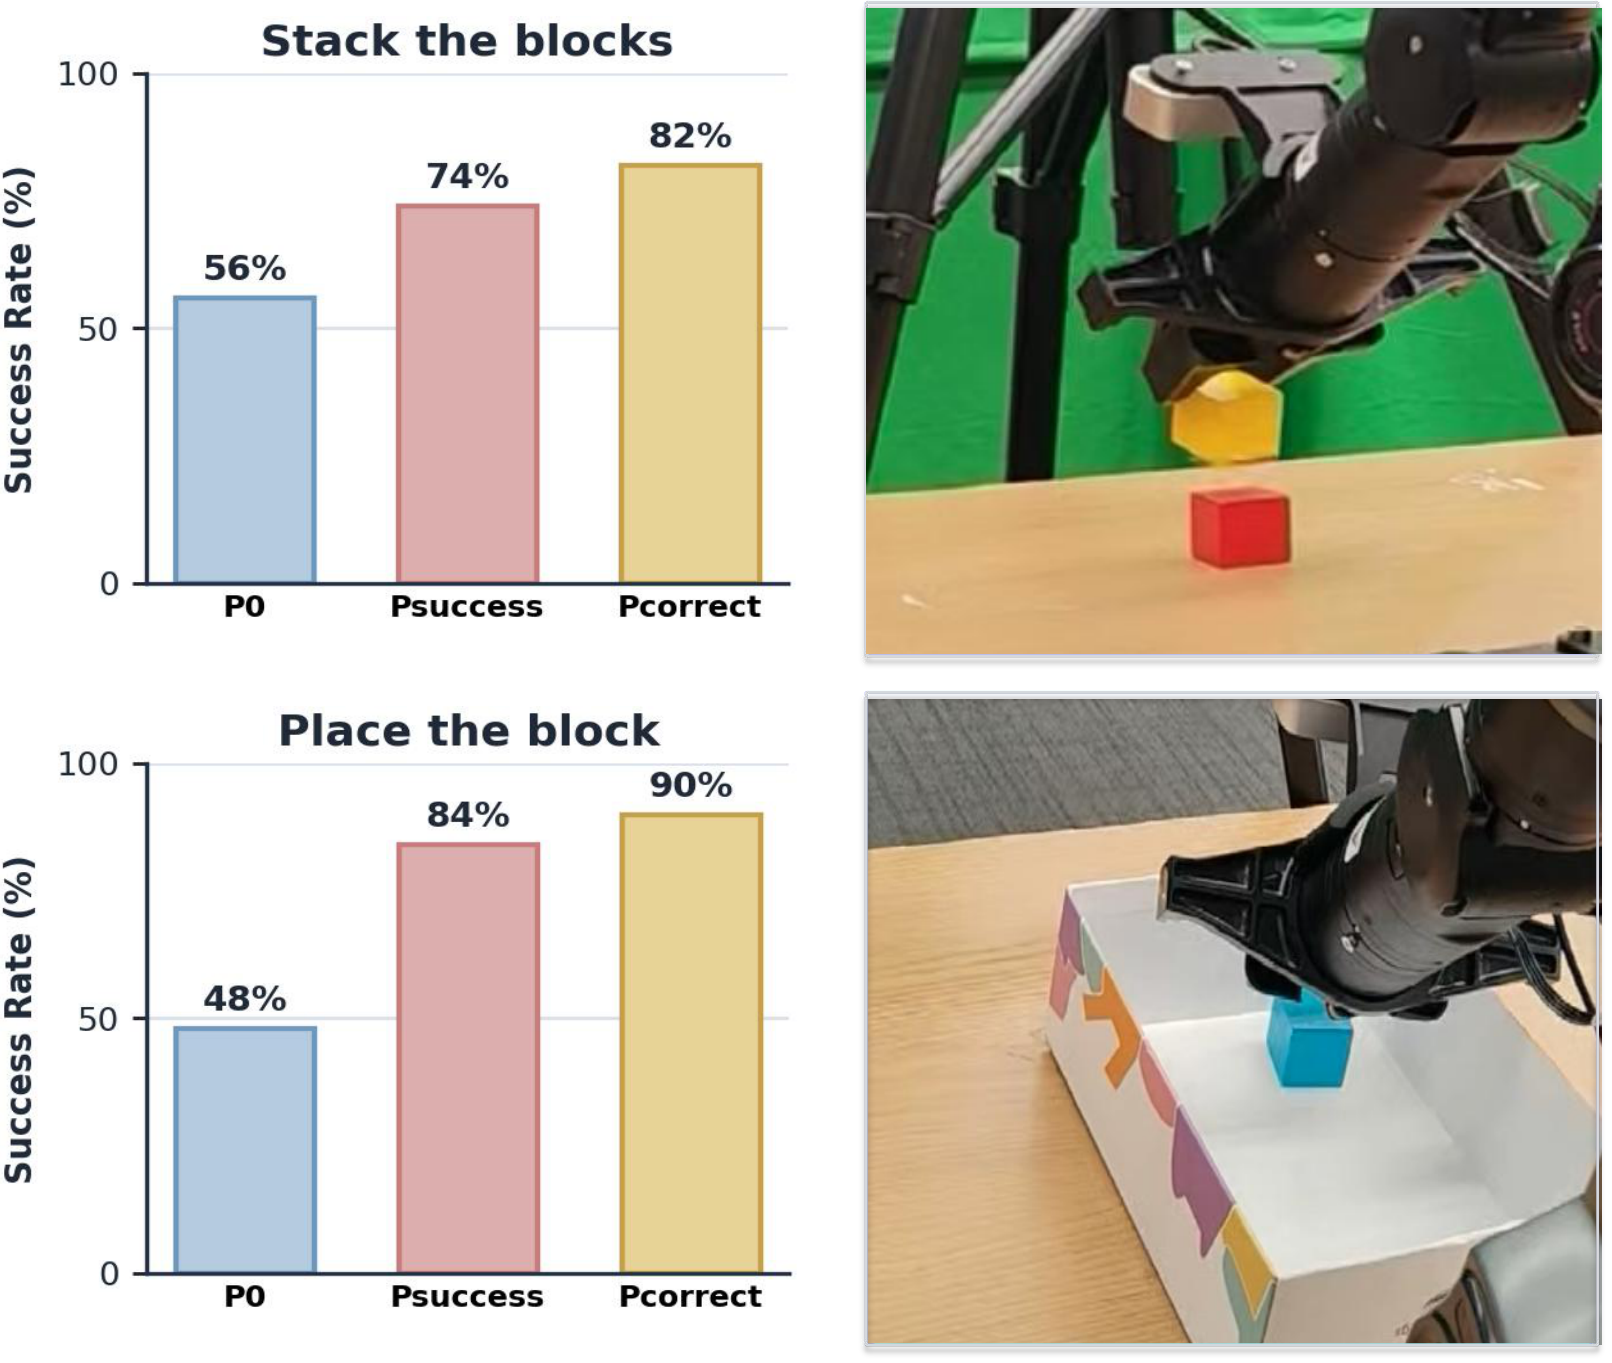 Stack the blocks
Success Rate (%)
100
50
0
56%
74%
82%
P0
Psuccess
Pcorrect
Place the block
Success Rate (%)
100
50
0
48%
84%
90%
P0
Psuccess
Pcorrect